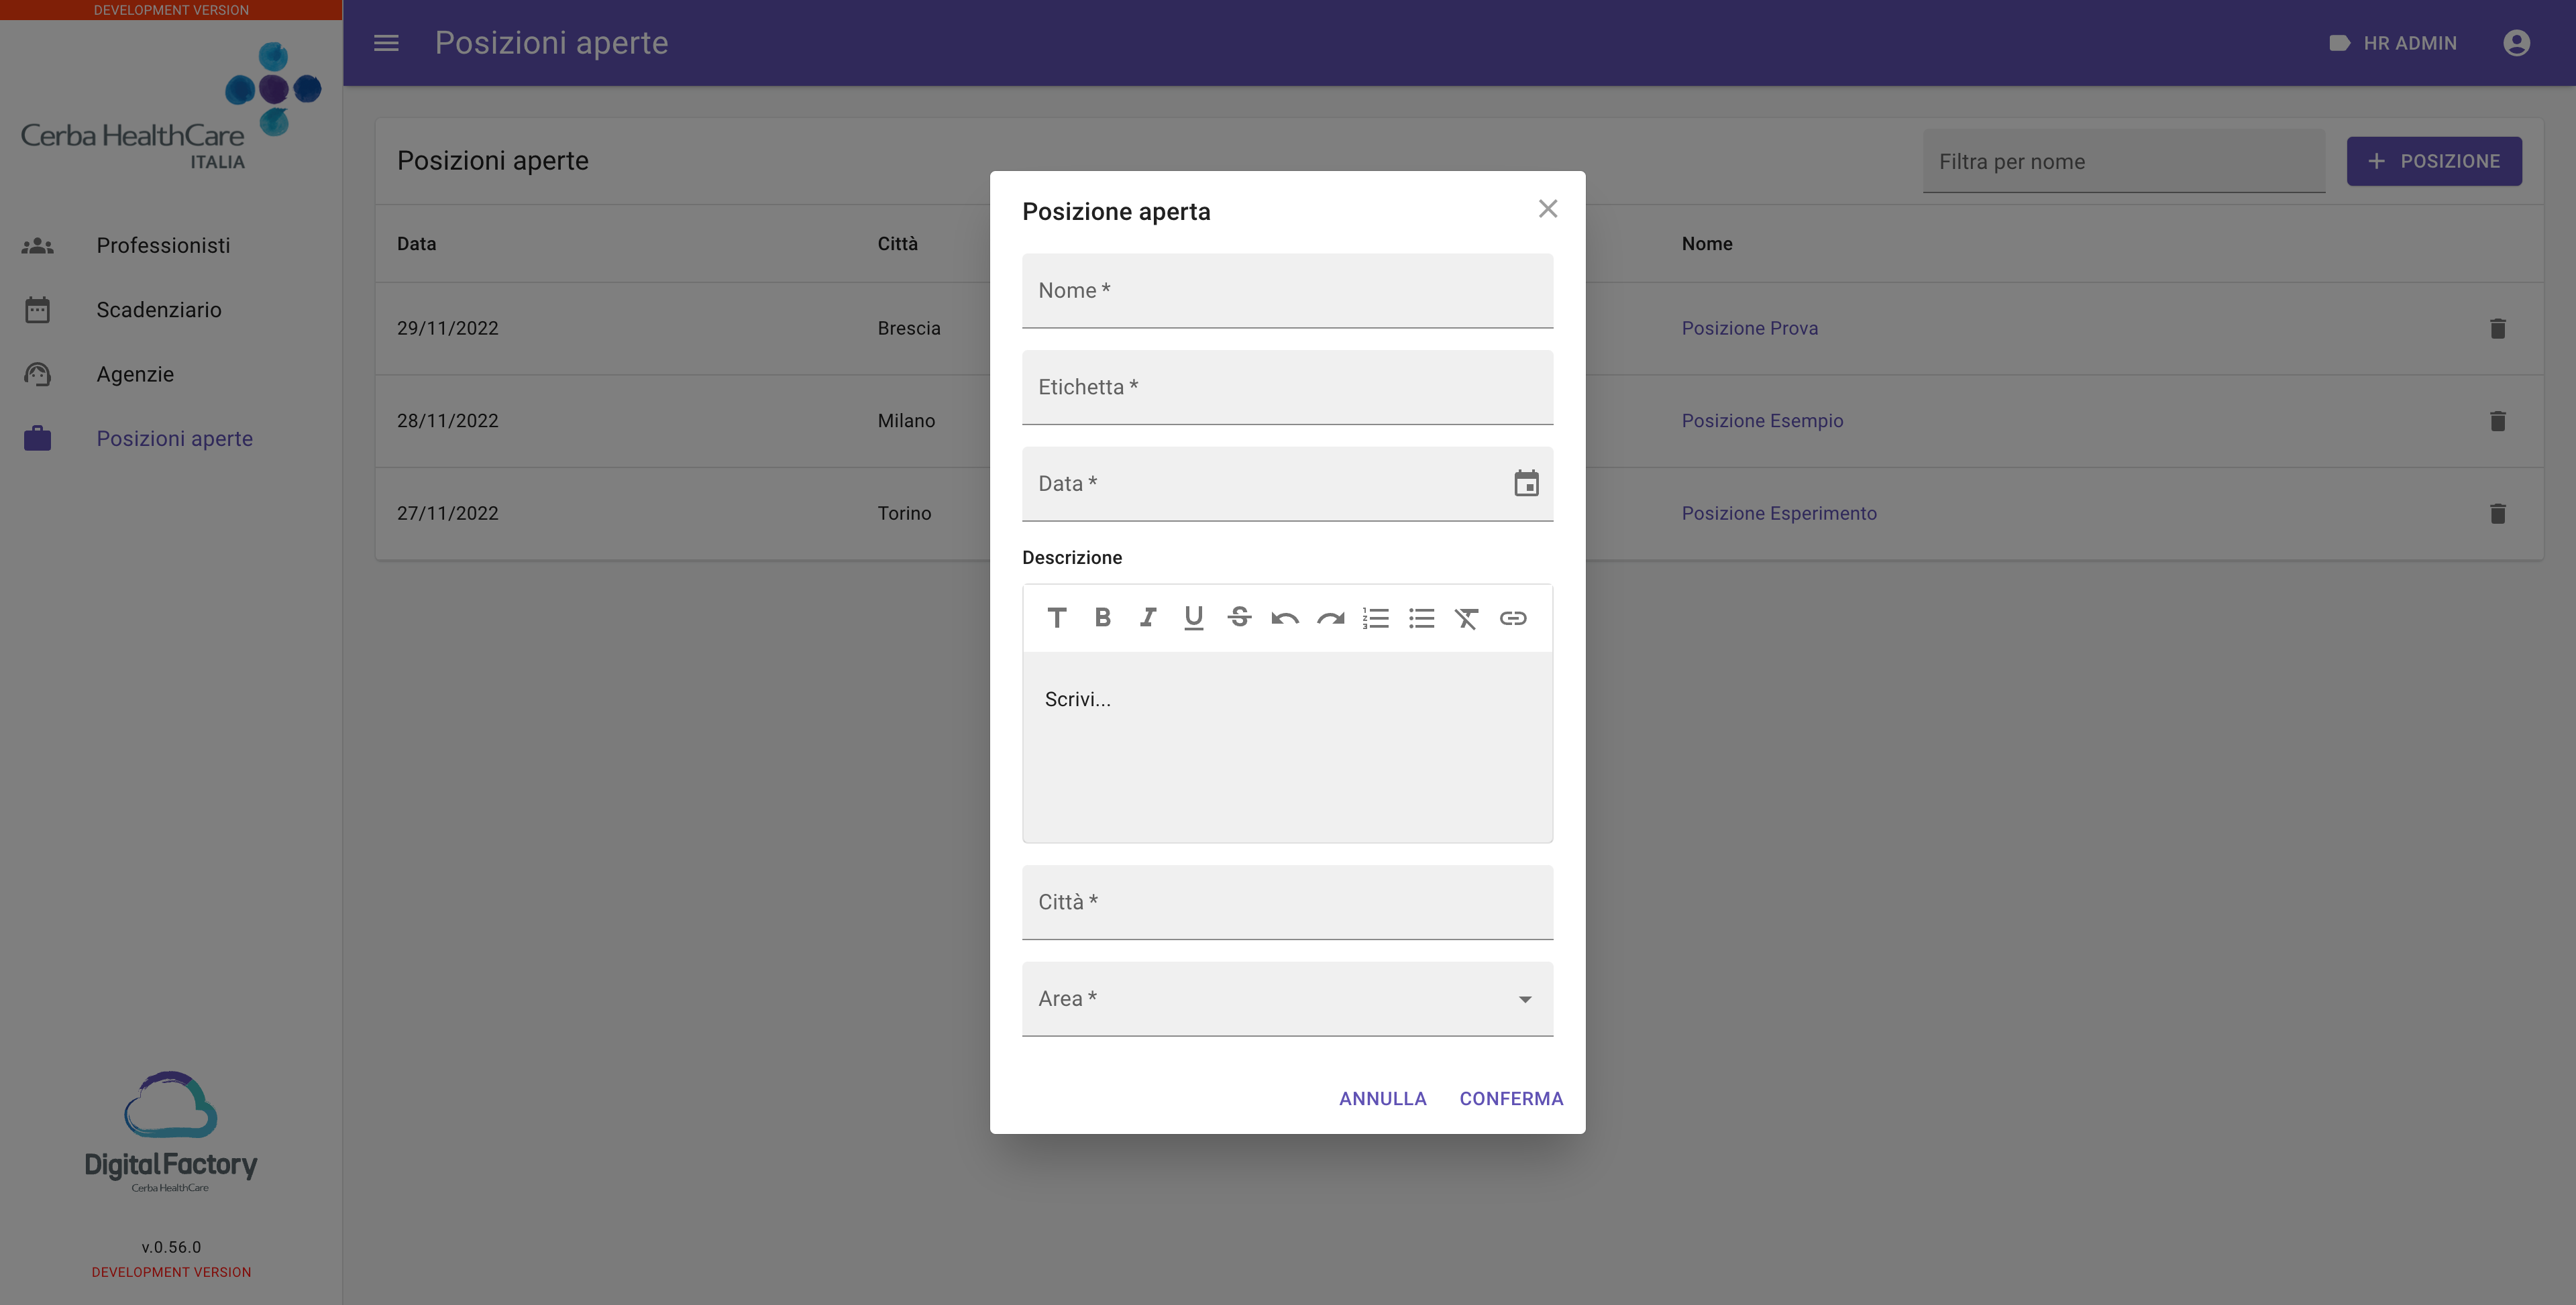 DEVELOPMENT VERSION
Cerba HealthCare
ITALIA
Professionisti
Scadenziario
Agenzie
Posizioni aperte
DigitalFactory
Cerba HealthCare
v.0.56.0
DEVELOPMENT VERSION
Posizioni aperte
HR ADMIN
Posizioni aperte
Filtra per nome
POSIZIONE
Data Città Nome
29/11/2022 Brescia Posizione Prova
28/11/2022 Milano Posizione Esempio
27/11/2022 Torino Posizione Esperimento
Posizione aperta
Nome *
Etichetta *
Data *
Descrizione
Scrivi...
Città *
Area *
ANNULLA CONFERMA